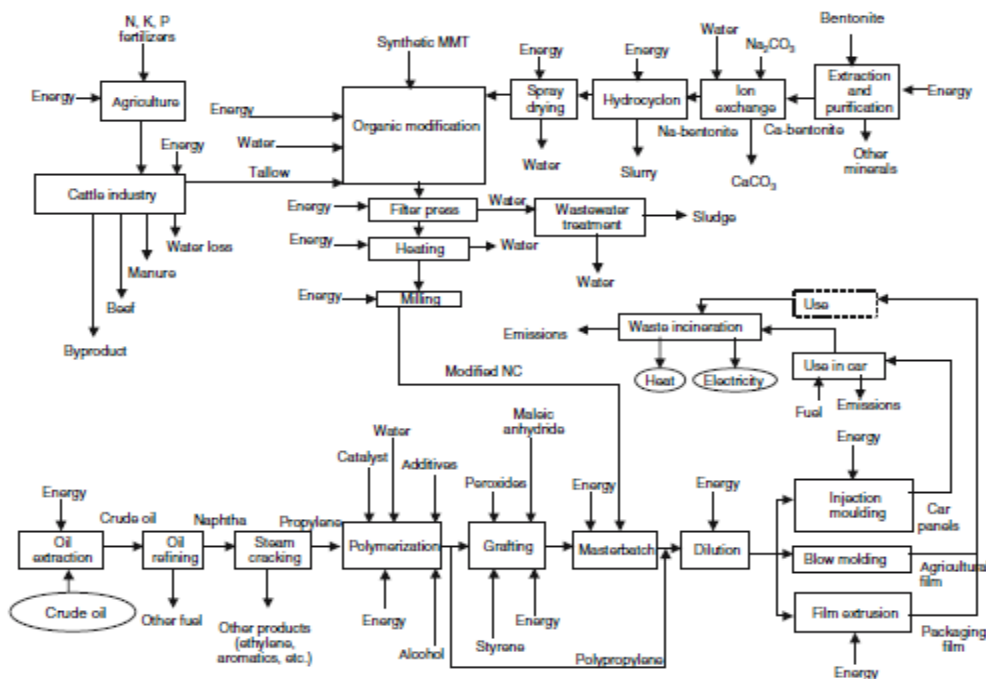 N, K, P
fertilizers
Energy
Agriculture
Energy
Cattle industry
Tallow
Water loss
Manure
Beef
Byproduct
Synthetic MMT
Energy
Water
Organic modification
Energy
Spray
drying
Water
Energy
Hydrocyclon
Slurry
Na-bentonite
Water
Na₂CO₃
Ion
exchange
CaCO₃
Ca-bentonite
Bentonite
Extraction
and
purification
Energy
Other
minerals
Energy
Filter press
Water
Wastewater
treatment
Sludge
Water
Energy
Heating
Water
Energy
Milling
Modified NC
Use
Waste incineration
Emissions
Heat
Electricity
Use in car
Fuel
Emissions
Energy
Injection
moulding
Car
panels
Blow molding
Agricultural
film
Film extrusion
Packaging
film
Energy
Energy
Oil
extraction
Crude oil
Crude oil
Oil
refining
Other fuel
Naphtha
Steam
cracking
Other products
(ethylene,
aromatics, etc.)
Propylene
Catalyst
Water
Additives
Polymerization
Energy
Alcohol
Peroxides
Maleic
anhydride
Grafting
Styrene
Energy
Energy
Masterbatch
Polypropylene
Energy
Dilution